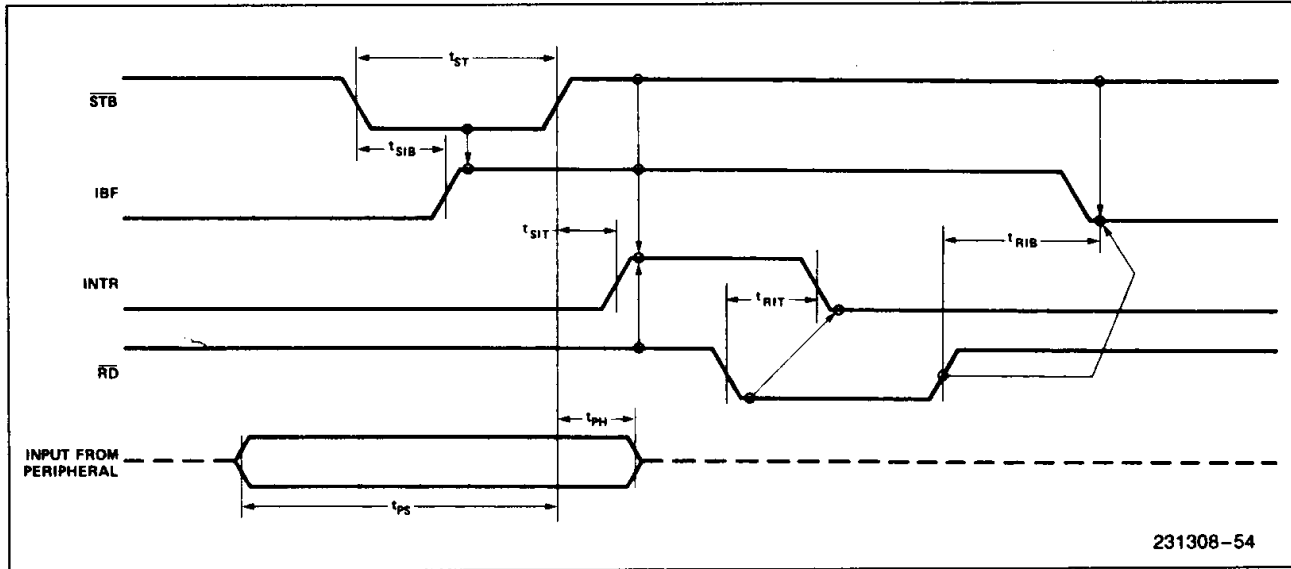 tST
STB
tSIB
IBF
tSIT
tRIB
INTR
tRIT
RD
tPH
INPUT FROM
PERIPHERAL
tPS
231308-54